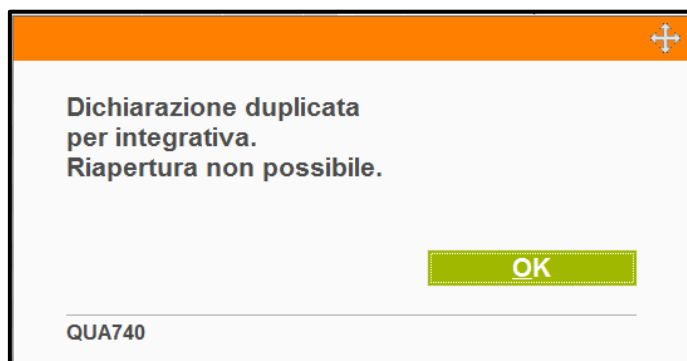 Dichiarazione duplicata
per integrativa.
Riapertura non possibile.
OK
QUA740